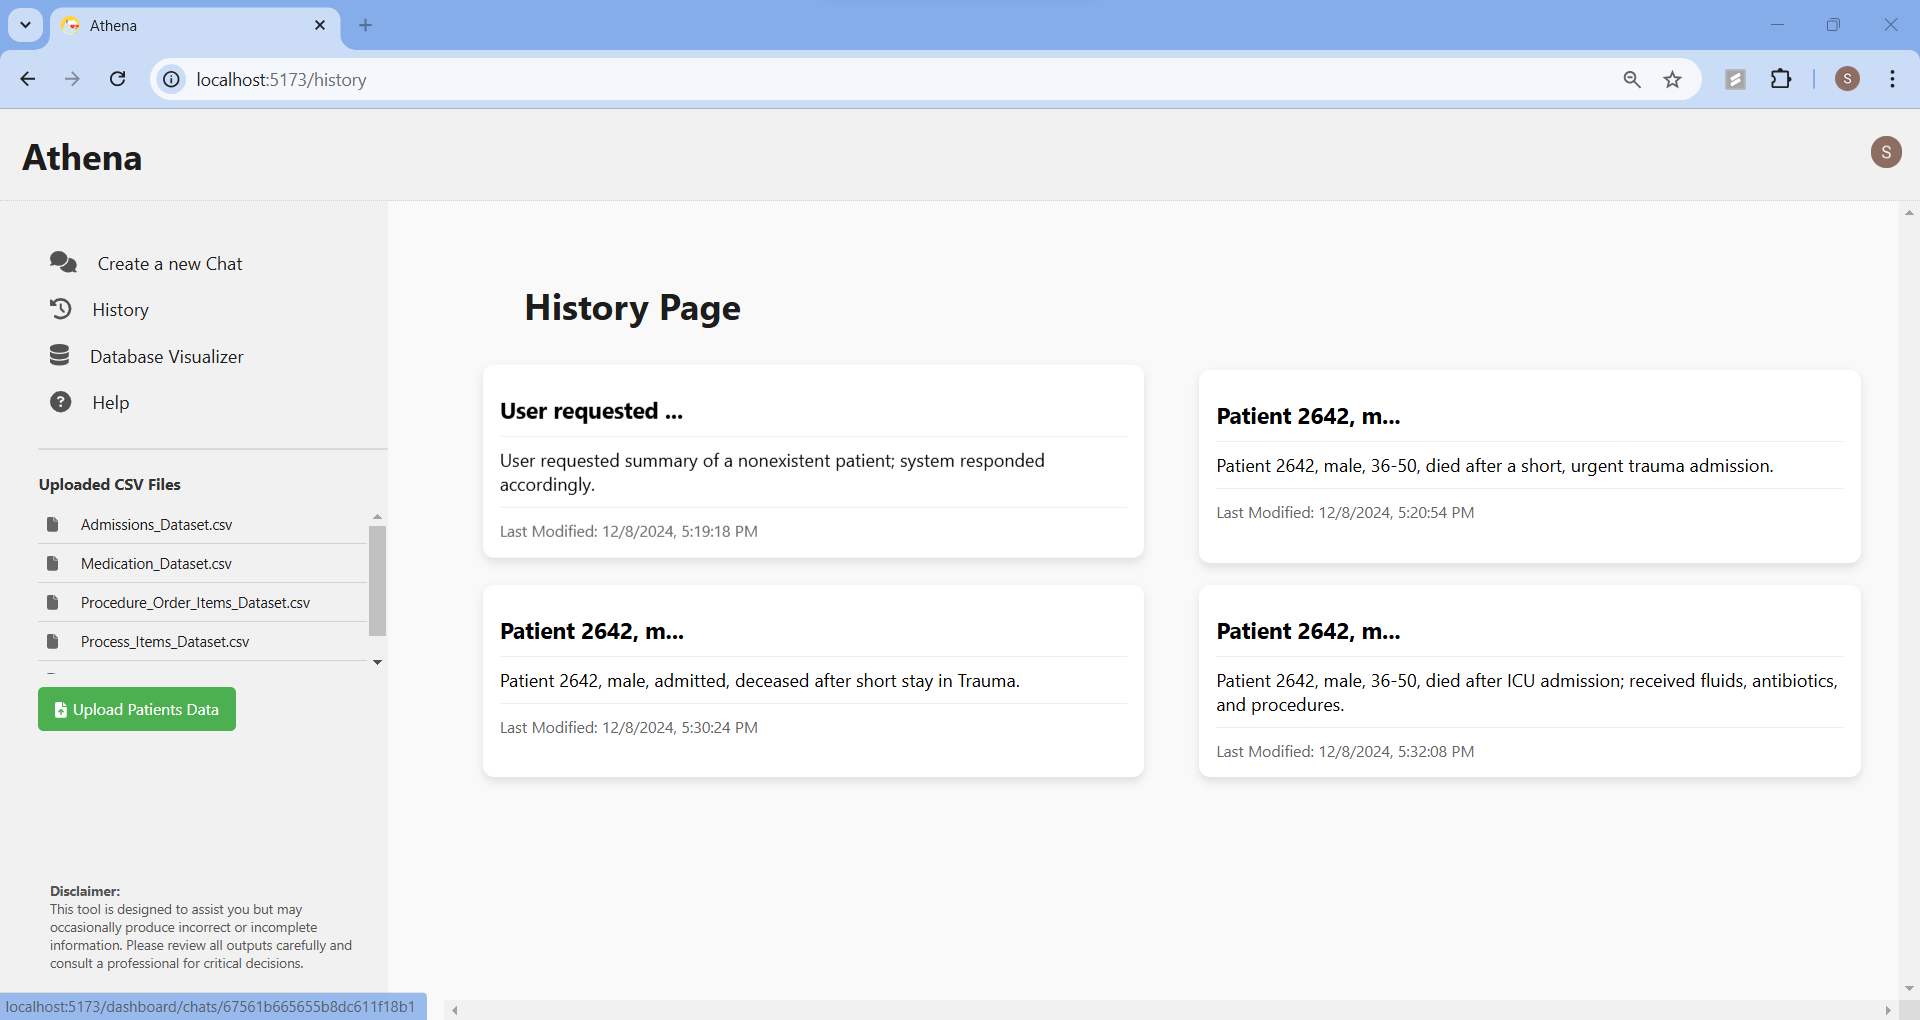 Athena
localhost:5173/history
S
Athena
S
Create a new Chat
History
Database Visualizer
Help
Uploaded CSV Files
Admissions_Dataset.csv
Medication_Dataset.csv
Procedure_Order_Items_Dataset.csv
Process_Items_Dataset.csv
Upload Patients Data
Disclaimer:
This tool is designed to assist you but may
occasionally produce incorrect or incomplete
information. Please review all outputs carefully and
consult a professional for critical decisions.
localhost:5173/dashboard/chats/67561b665655b8dc611f18b1
History Page
User requested ...
User requested summary of a nonexistent patient; system responded
accordingly.
Last Modified: 12/8/2024, 5:19:18 PM
Patient 2642, m...
Patient 2642, male, 36-50, died after a short, urgent trauma admission.
Last Modified: 12/8/2024, 5:20:54 PM
Patient 2642, m...
Patient 2642, male, admitted, deceased after short stay in Trauma.
Last Modified: 12/8/2024, 5:30:24 PM
Patient 2642, m...
Patient 2642, male, 36-50, died after ICU admission; received fluids, antibiotics,
and procedures.
Last Modified: 12/8/2024, 5:32:08 PM